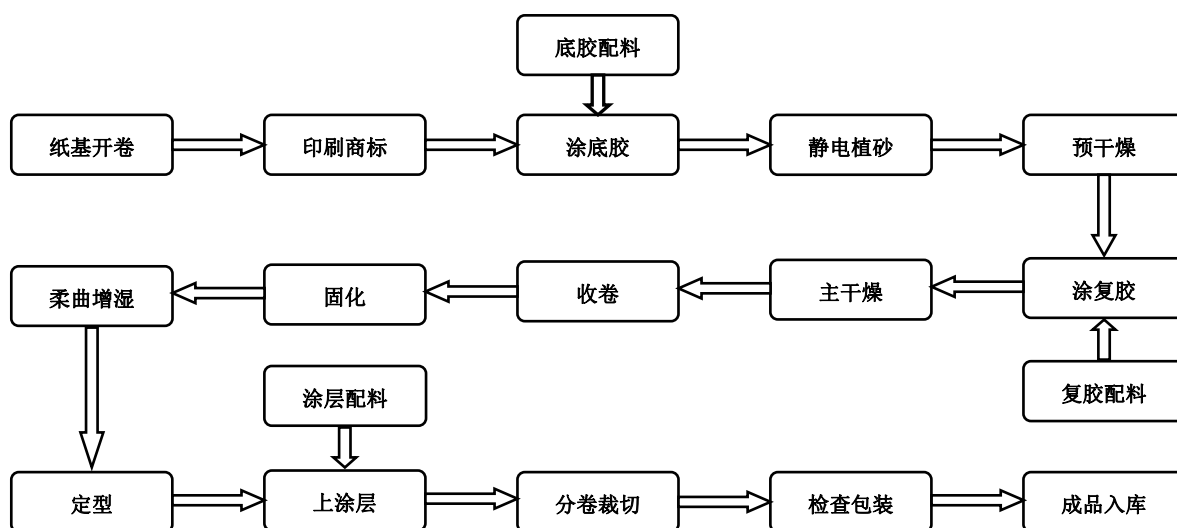 底胶配料
纸基开卷
印刷商标
涂底胶
静电植砂
预干燥
柔曲增湿
固化
收卷
主干燥
涂复胶
涂层配料
复胶配料
定型
上涂层
分卷裁切
检查包装
成品入库